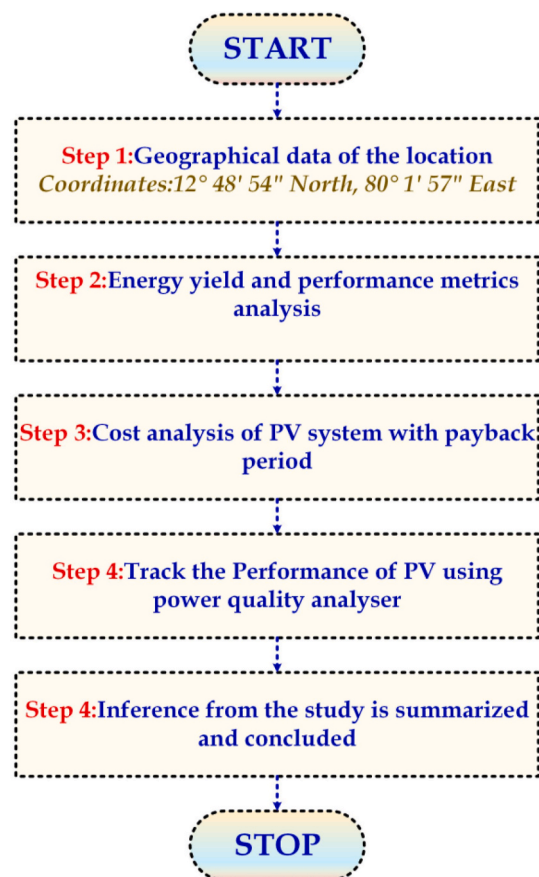 START
Step 1:Geographical data of the location
Coordinates:12° 48' 54" North, 80° 1' 57" East
Step 2:Energy yield and performance metrics
analysis
Step 3:Cost analysis of PV system with payback
period
Step 4:Track the Performance of PV using
power quality analyser
Step 4:Inference from the study is summarized
and concluded
STOP